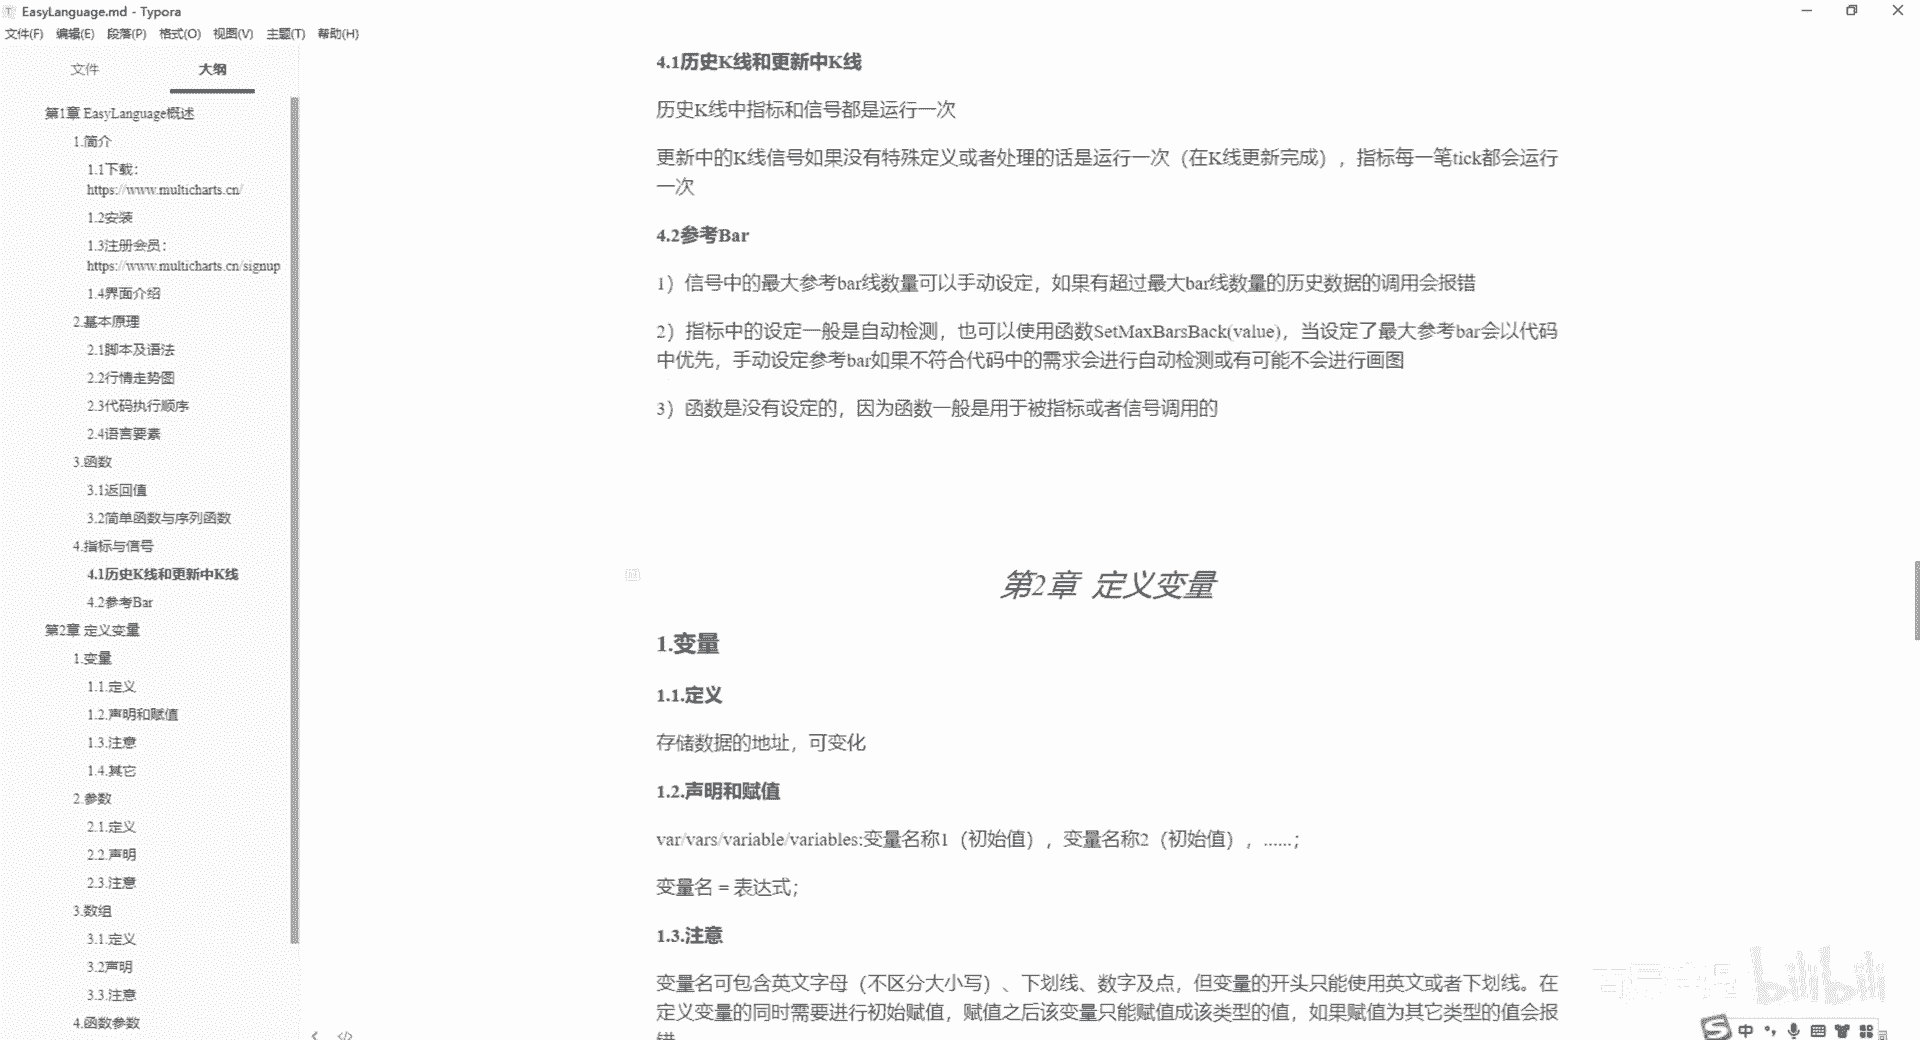 EasyLanguage.md - Typora
文件(F) 编辑(E) 段落(P) 格式(O) 视图(V) 主题(T) 帮助(H)
文件 大纲
第1章 EasyLanguage概述
1.简介
1.1下载：
https://www.multicharts.cn/
1.2安装
1.3注册会员：
https://www.multicharts.cn/signup
1.4界面介绍
2.基本原理
2.1脚本及语法
2.2行情走势图
2.3代码执行顺序
2.4语言要素
3.函数
3.1返回值
3.2简单函数与序列函数
4.指标与信号
4.1历史K线和更新中K线
4.2参考Bar
第2章 定义变量
1.变量
1.1.定义
1.2.声明和赋值
1.3.注意
1.4.其它
2.参数
2.1.定义
2.2.声明
2.3.注意
3.数组
3.1.定义
3.2声明
3.3.注意
4.函数参数
4.1历史K线和更新中K线
历史K线中指标和信号都是运行一次
更新中的K线信号如果没有特殊定义或者处理的话是运行一次（在K线更新完成），指标每一笔tick都会运行
一次
4.2参考Bar
1）信号中的最大参考bar线数量可以手动设定，如果有超过最大bar线数量的历史数据的调用会报错
2）指标中的设定一般是自动检测，也可以使用函数SetMaxBarsBack(value)，当设定了最大参考bar会以代码
中优先，手动设定参考bar如果不符合代码中的需求会进行自动检测或有可能不会进行画图
3）函数是没有设定的，因为函数一般是用于被指标或者信号调用的
第2章 定义变量
1.变量
1.1.定义
存储数据的地址，可变化
1.2.声明和赋值
var/vars/variable/variables:变量名称1（初始值），变量名称2（初始值），......；
变量名 = 表达式；
1.3.注意
变量名可包含英文字母（不区分大小写）、下划线、数字及点，但变量的开头只能使用英文或者下划线。在
定义变量的同时需要进行初始赋值，赋值之后该变量只能赋值成该类型的值，如果赋值为其它类型的值会报
bilibili
中